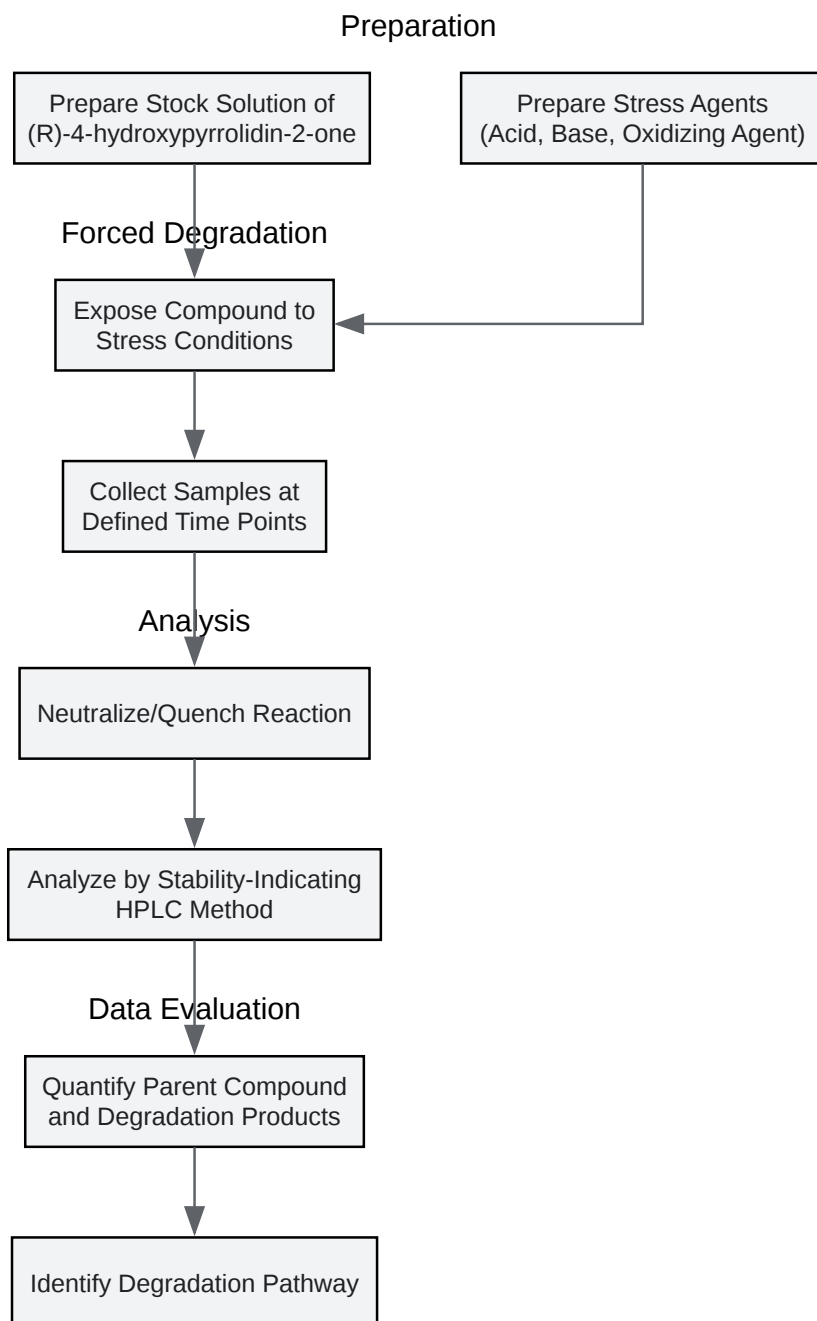 Preparation
Prepare Stock Solution of
(R)-4-hydroxypyrrolidin-2-one
Prepare Stress Agents
(Acid, Base, Oxidizing Agent)
Forced Degradation
Expose Compound to
Stress Conditions
Collect Samples at
Defined Time Points
Analysis
Neutralize/Quench Reaction
Analyze by Stability-Indicating
HPLC Method
Data Evaluation
Quantify Parent Compound
and Degradation Products
Identify Degradation Pathway